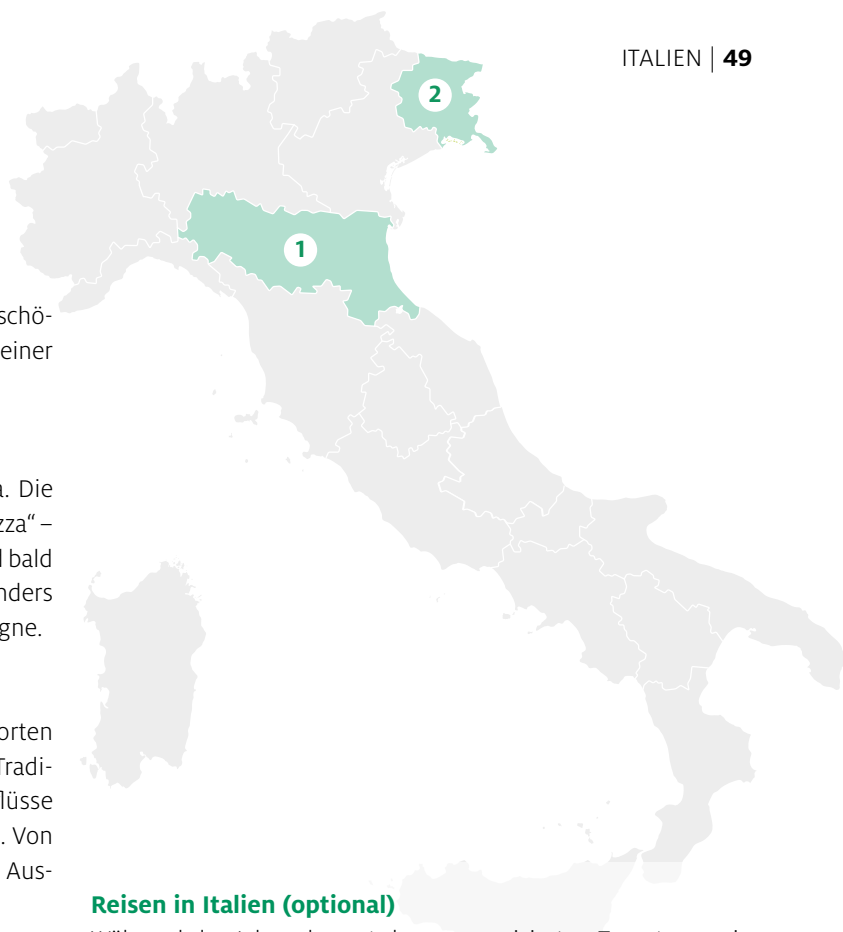 ITALIEN | 49
2
1
schö-
einer
Die
zza“ –
bald
nders
gne.
orten
Tradi-
lüsse
. Von
Aus-
Reisen in Italien (optional)